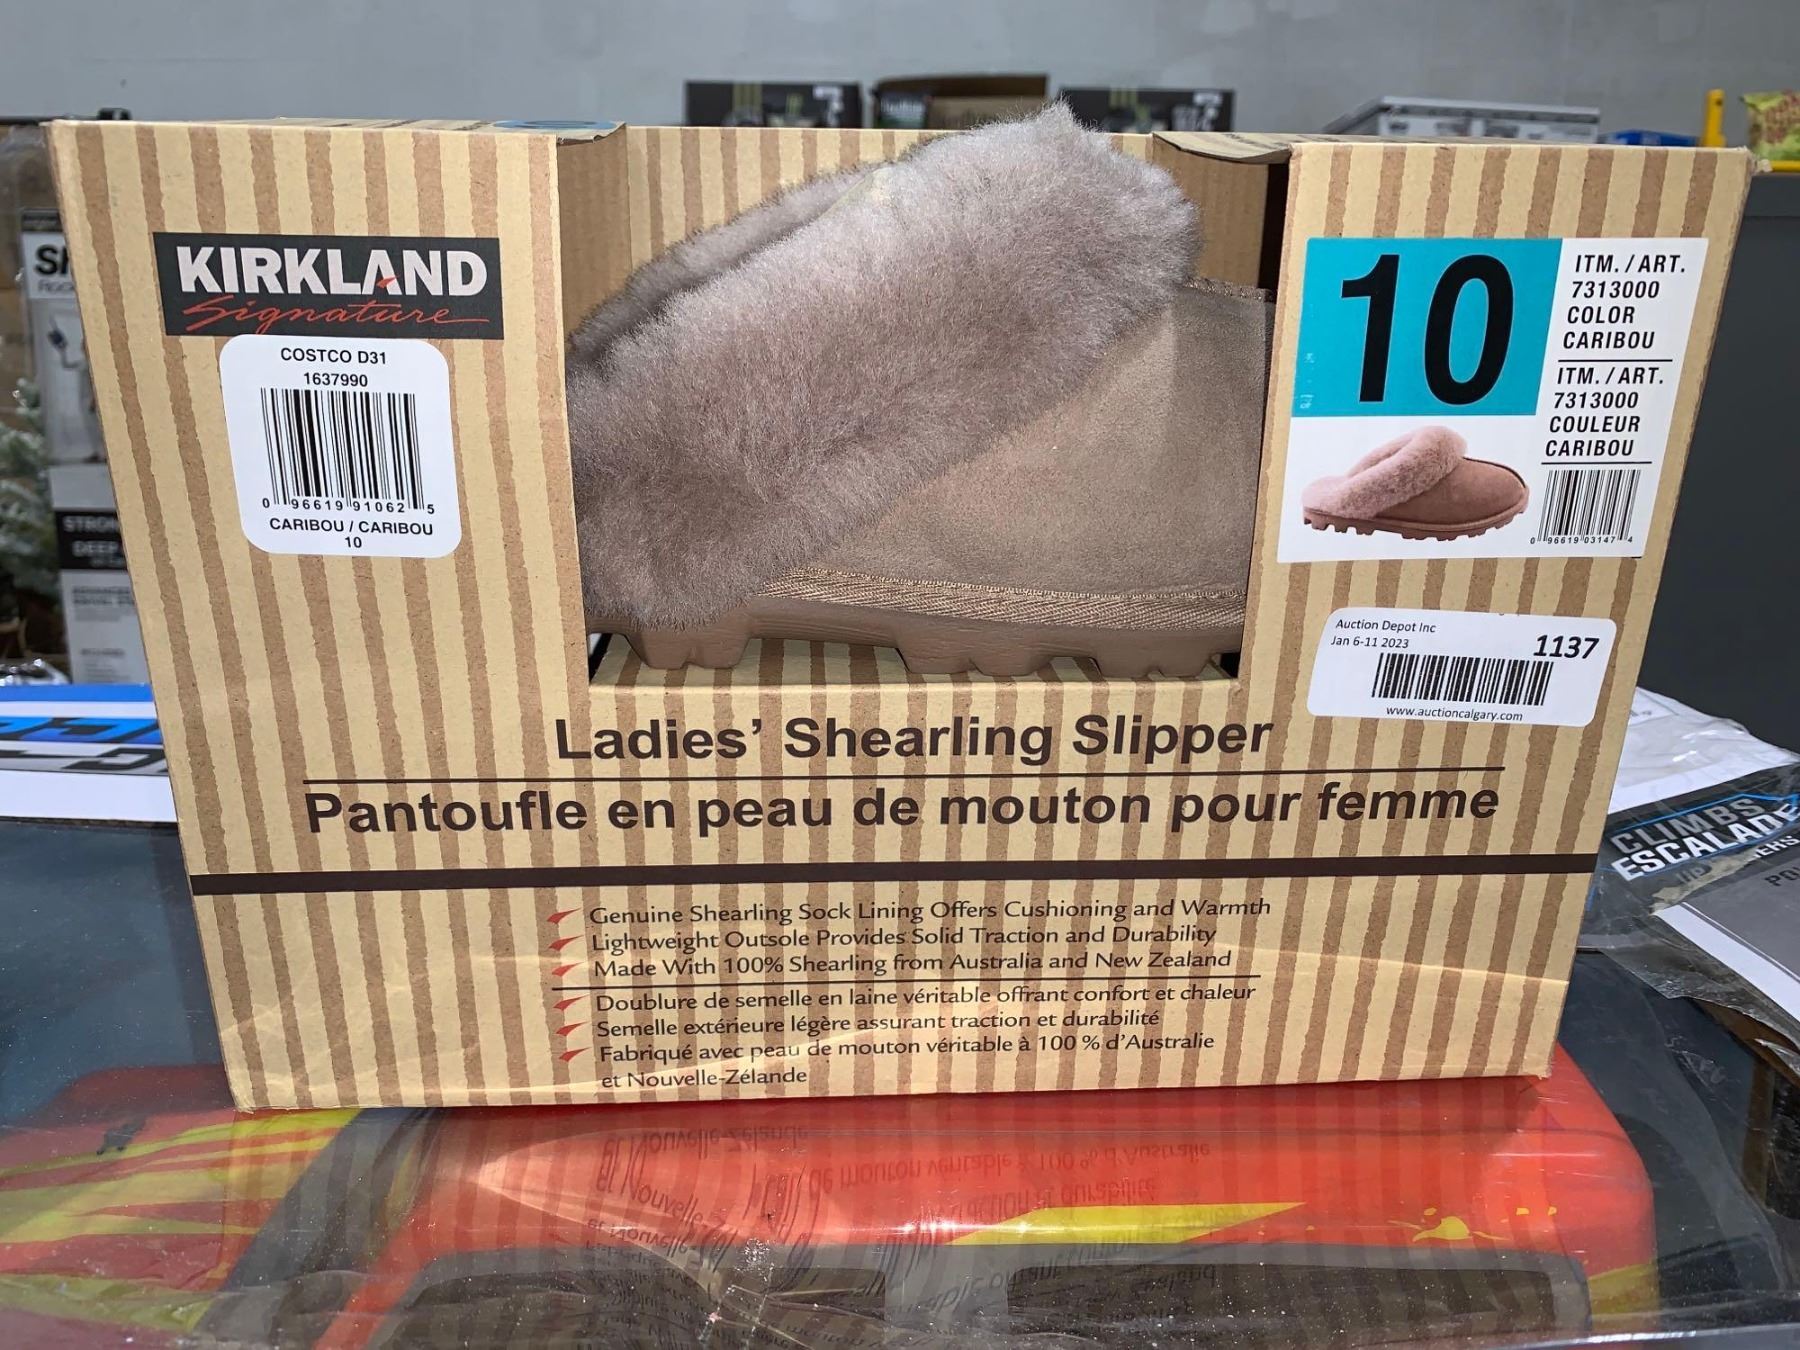 KIRKLAND
Signature
COSTCO D31
1637990
0 96619 91062 5
CARIBOU / CARIBOU
10
10
ITM. / ART.
7313000
COLOR
CARIBOU
ITM. / ART.
7313000
COULEUR
CARIBOU
0 96619 03147 4
Auction Depot Inc
Jan 6-11 2023
1137
www.auctioncalgary.com
Ladies' Shearling Slipper
Pantoufle en peau de mouton pour femme
Genuine Shearling Sock Lining Offers Cushioning and Warmth
Lightweight Outsole Provides Solid Traction and Durability
Made With 100% Shearling from Australia and New Zealand
Doublure de semelle en laine véritable offrant confort et chaleur
Semelle extérieure légère assurant traction et durabilité
Fabriqué avec peau de mouton véritable à 100 % d'Australie
et Nouvelle-Zélande
CLIMBS
ESCALADE